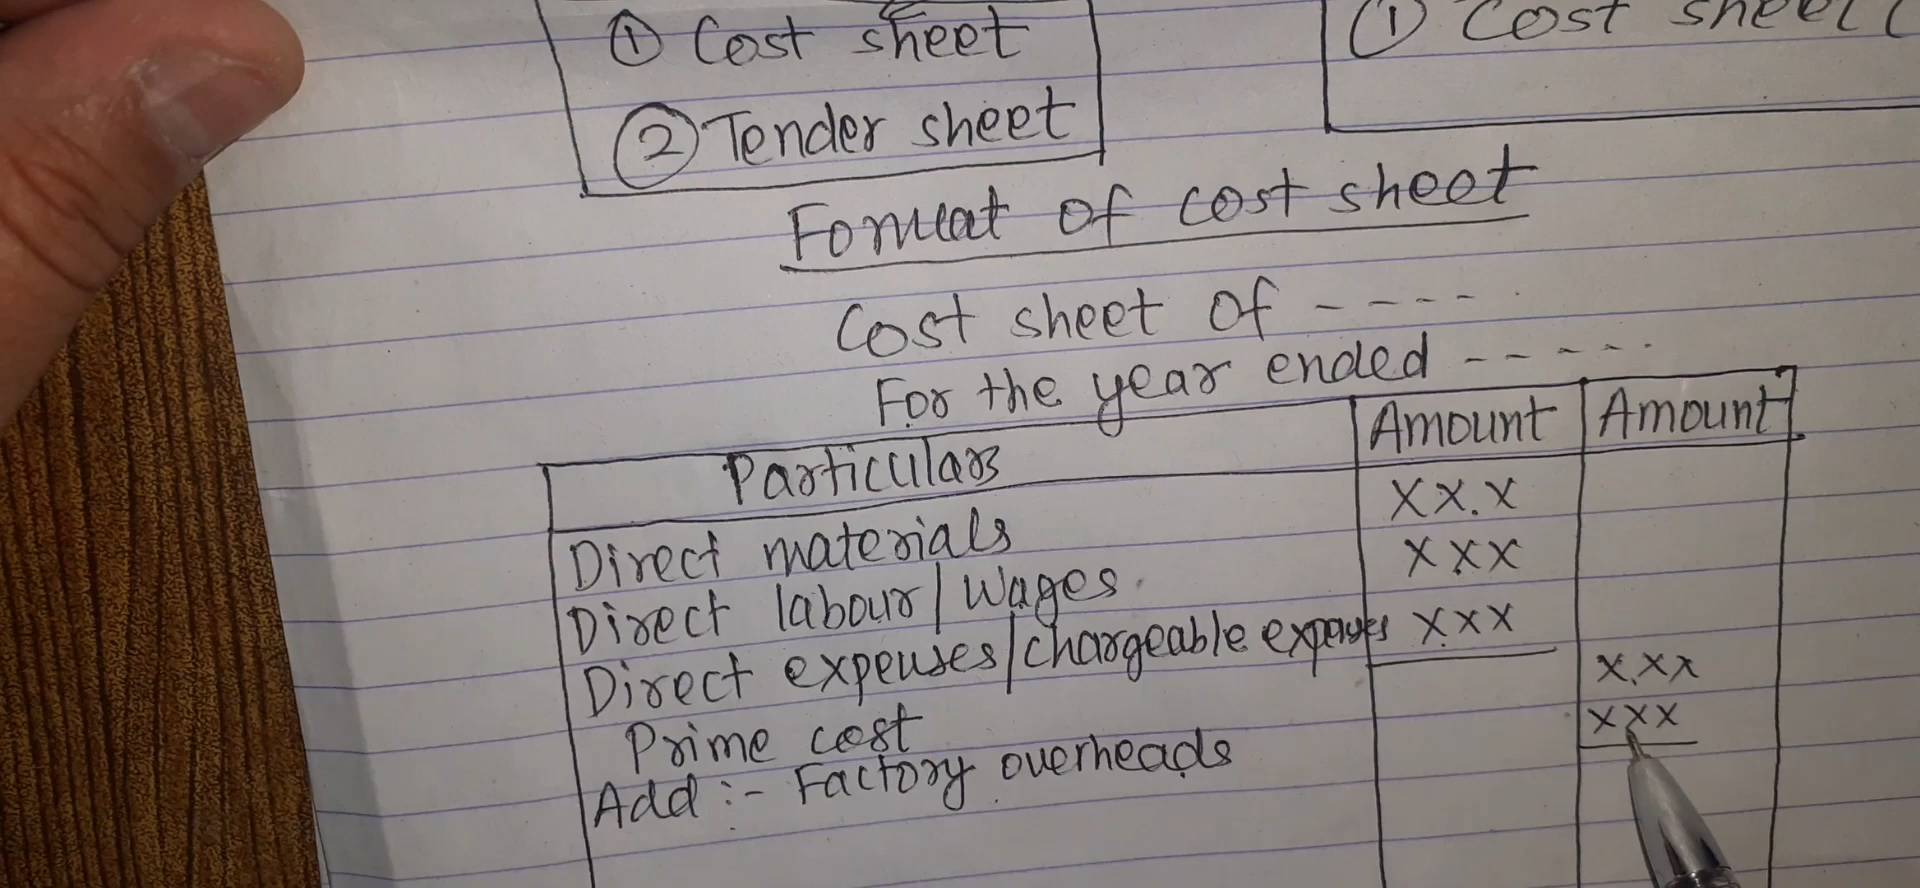 ① Cost sheet
② Tender sheet
① Cost sheet (
Format of cost sheet
Cost sheet of - - - -
For the year ended - - - - -
Particulars Amount Amount
Direct materials XX.X
Direct labour/Wages. XXX
Direct expenses/chargeable expenses XXX
Prime cost X.XX
Add :- Factory overheads XXX